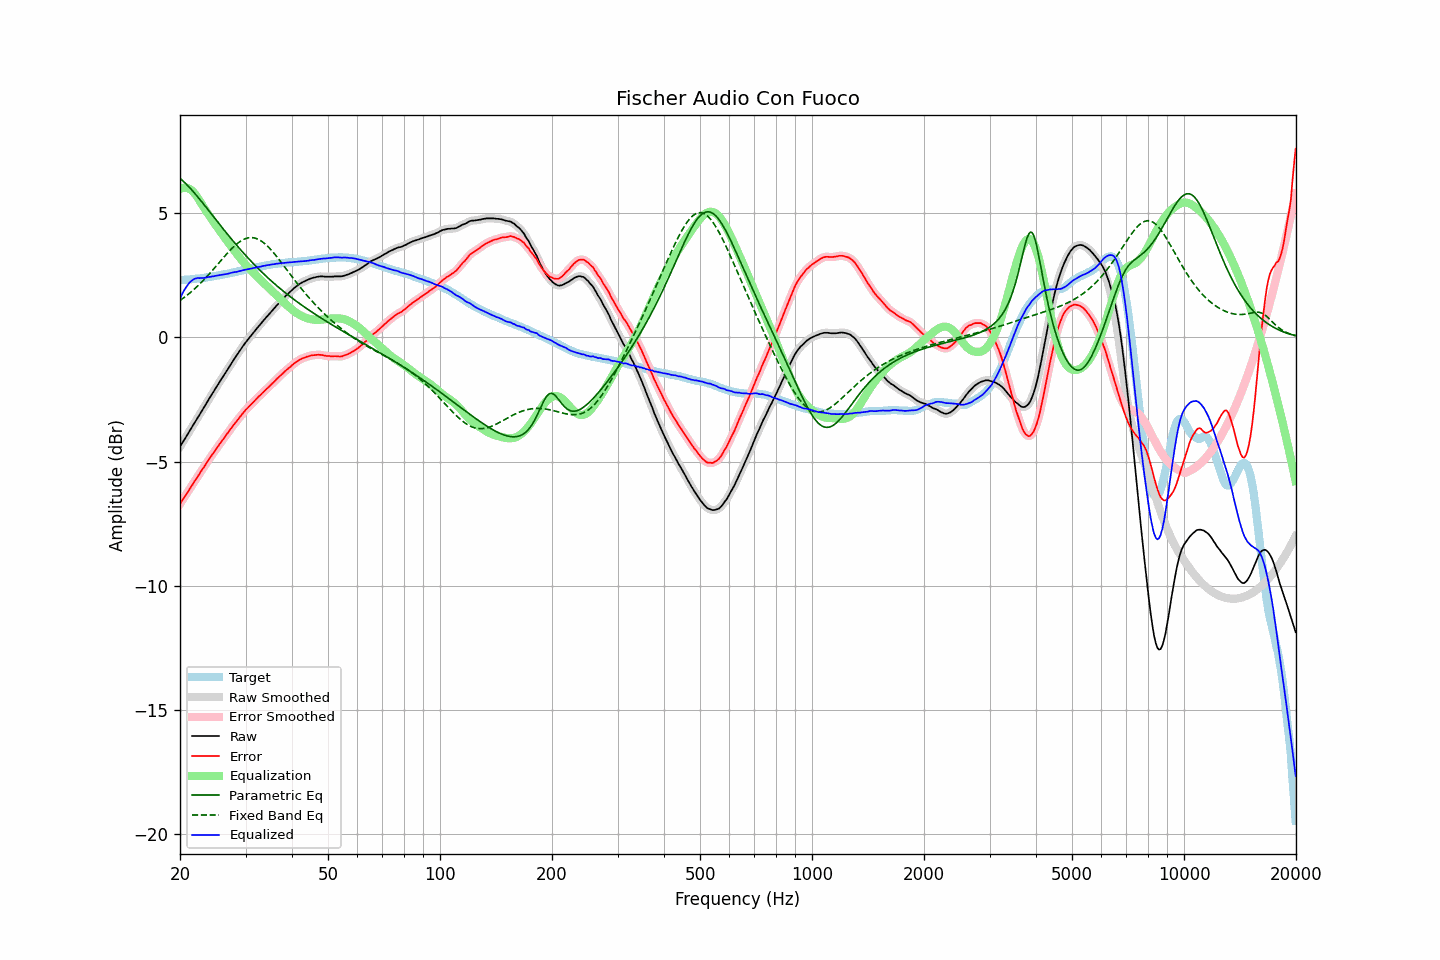 Fischer Audio Con Fuoco
Amplitude (dBr)
5
0
−5
−10
−15
−20
Target
Raw Smoothed
Error Smoothed
Raw
Error
Equalization
Parametric Eq
Fixed Band Eq
Equalized
20 50 100 200 500 1000 2000 5000 10000 20000
Frequency (Hz)